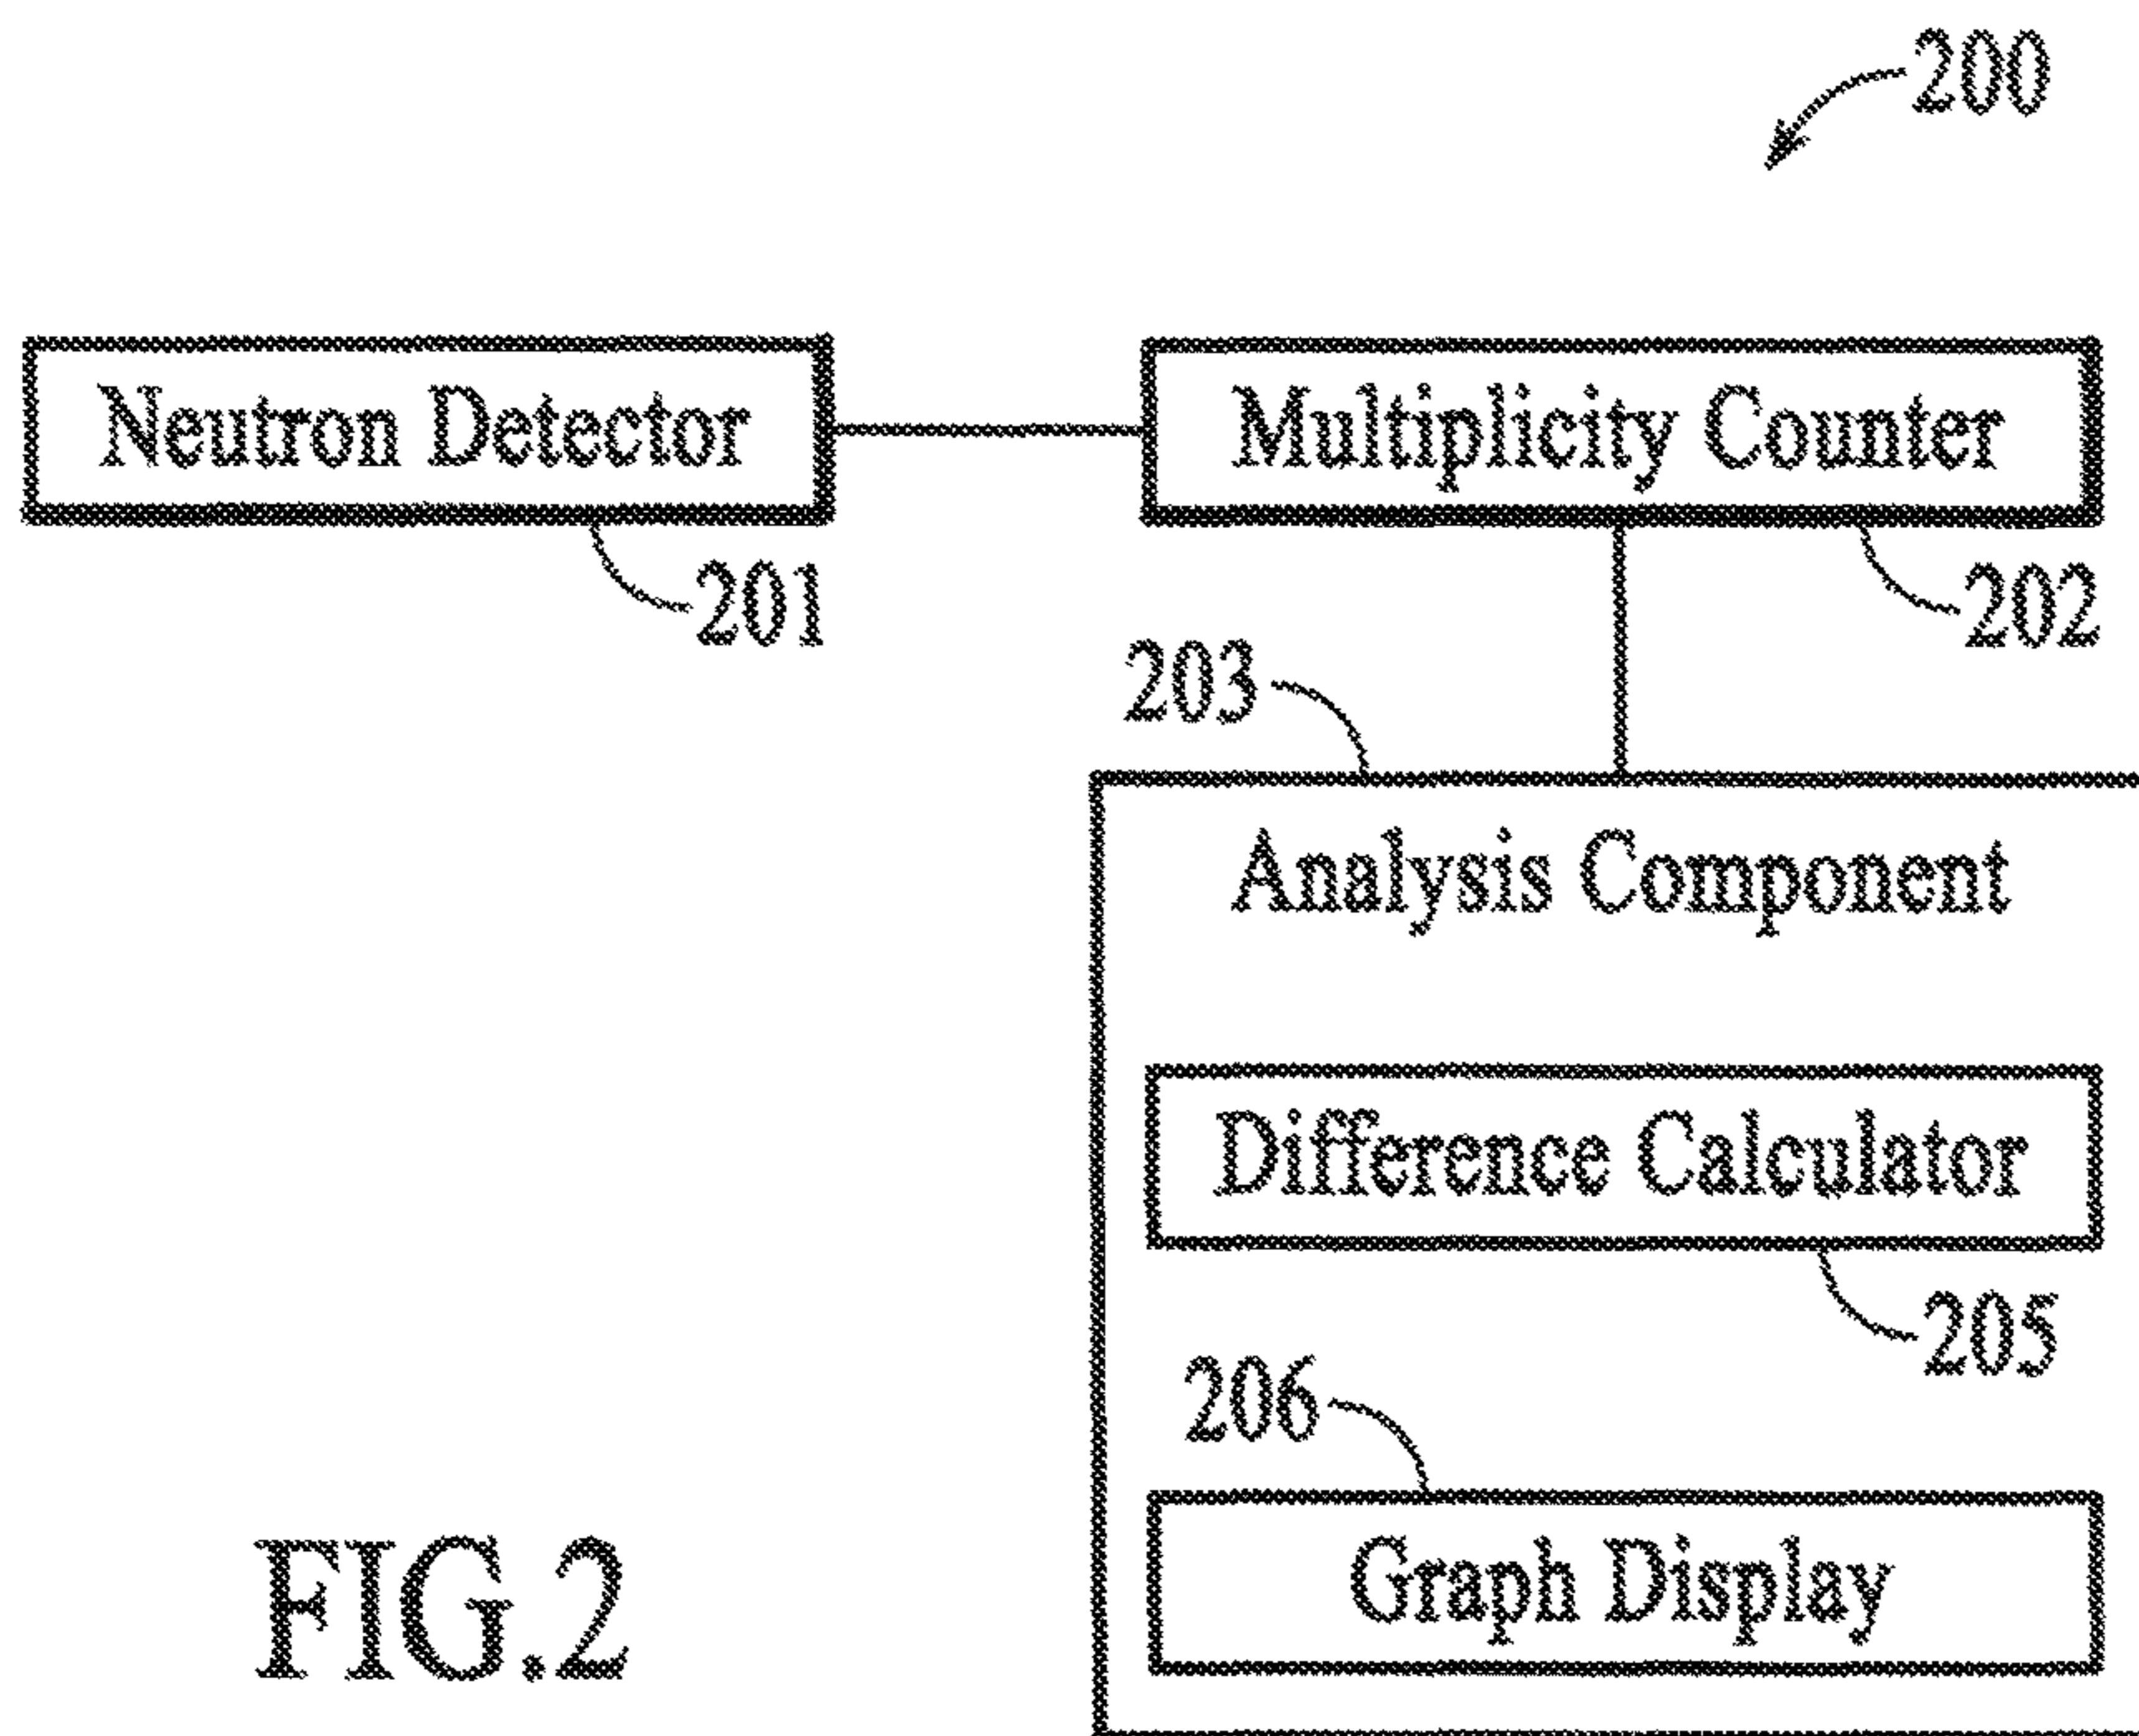 200
Neutron Detector
Multiplicity Counter
201
202
203
Analysis Component
Difference Calculator
205
206
Graph Display
FIG.2